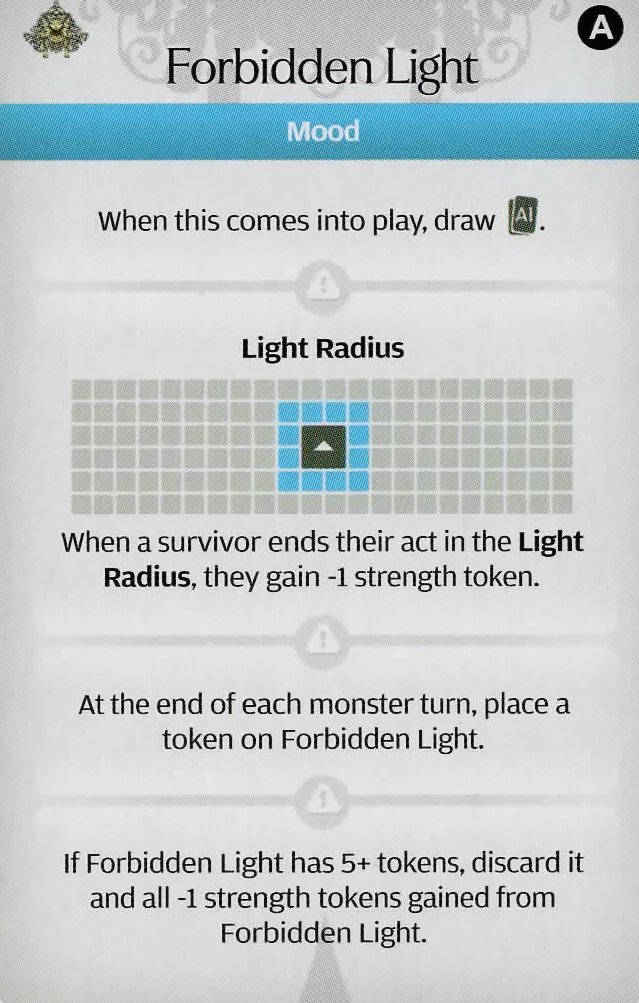 A
Forbidden Light
Mood
When this comes into play, draw AI.
Light Radius
When a survivor ends their act in the Light
Radius, they gain -1 strength token.
At the end of each monster turn, place a
token on Forbidden Light.
If Forbidden Light has 5+ tokens, discard it
and all -1 strength tokens gained from
Forbidden Light.